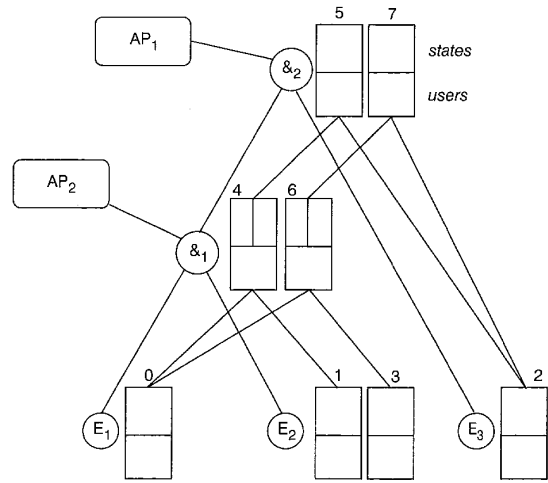 5 7
AP₁
states
&₂
users
AP₂
4 6
&₁
0 1 3 2
E₁ E₂ E₃